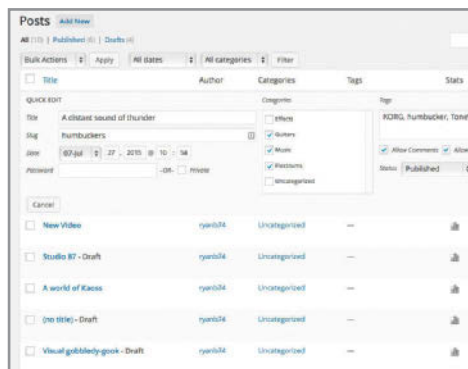 Posts Add New
All (10) | Published (6) | Drafts (4)
Bulk Actions Apply All dates All categories Filter
Title Author Categories Tags Stats
QUICK EDIT Categories Tags
Title A distant sound of thunder Effects KORG, humbucker, Tone
Slug humbuckers Guitars
Date 07-Jul 27 , 2015 @ 10 : 56 Music Allow Comments Allow
Password –OR– Private Platforms Status Published
Uncategorized
Cancel
New Video ryanb74 Uncategorized —
Studio 87 - Draft ryanb74 Uncategorized —
A world of Kaoss ryanb74 Uncategorized —
(no title) - Draft ryanb74 Uncategorized —
Visual gobbledy-gook - Draft ryanb74 Uncategorized —